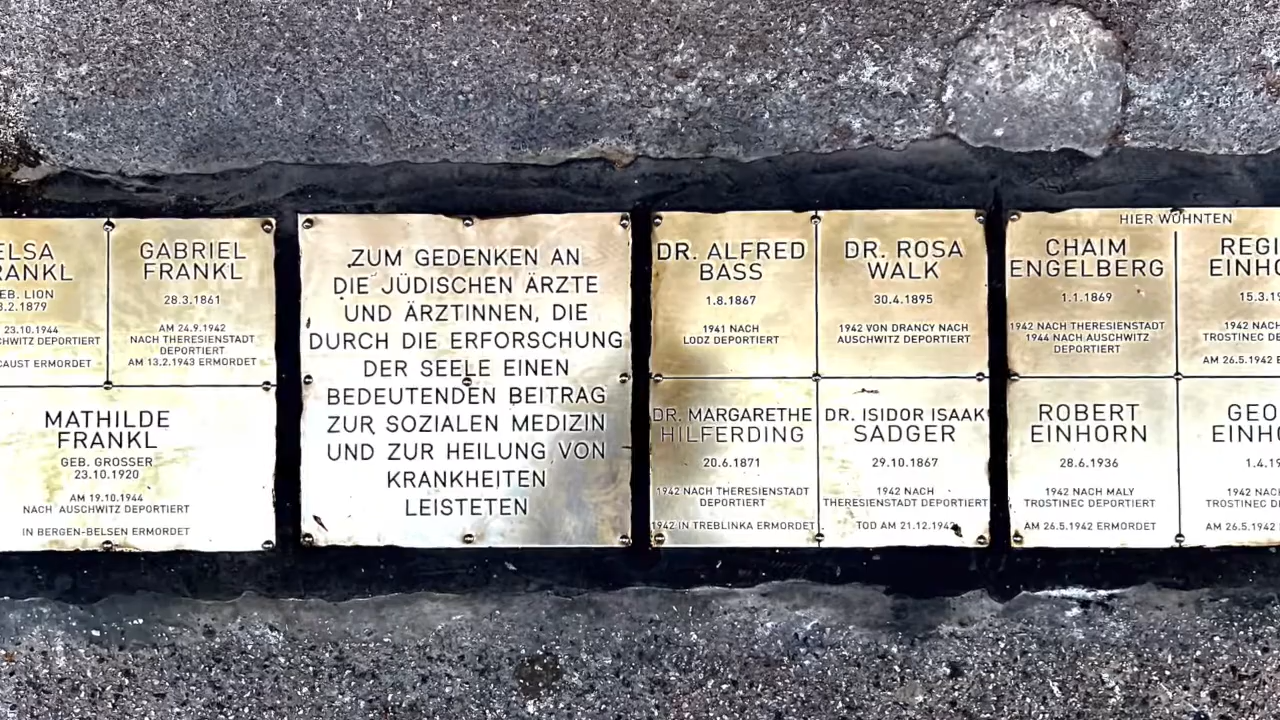 ELSA
FRANKL
GEB. LION
.2.1879
23.10.1944
DEPORTIERT
ERMORDET
GABRIEL
FRANKL
28.3.1861
AM 24.9.1942
NACH THERESIENSTADT
DEPORTIERT
AM 13.2.1943 ERMORDET
MATHILDE
FRANKL
GEB. GROSSER
23.10.1920
AM 19.10.1944
NACH AUSCHWITZ DEPORTIERT
IN BERGEN-BELSEN ERMORDET
ZUM GEDENKEN AN
DIE JÜDISCHEN ÄRZTE
UND ÄRZTINNEN, DIE
DURCH DIE ERFORSCHUNG
DER SEELE EINEN
BEDEUTENDEN BEITRAG
ZUR SOZIALEN MEDIZIN
UND ZUR HEILUNG VON
KRANKHEITEN
LEISTETEN
DR. ALFRED
BASS
1.8.1867
1941 NACH
LODZ DEPORTIERT
DR. ROSA
WALK
30.4.1895
1942 VON DRANCY NACH
AUSCHWITZ DEPORTIERT
DR. MARGARETHE
HILFERDING
20.6.1871
1942 NACH THERESIENSTADT
DEPORTIERT
1942 IN TREBLINKA ERMORDET
DR. ISIDOR ISAAK
SADGER
29.10.1867
1942 NACH
THERESIENSTADT DEPORTIERT
TOD AM 21.12.1942
HIER WOHNTEN
CHAIM
ENGELBERG
1.1.1869
1942 NACH THERESIENSTADT
1944 NACH AUSCHWITZ
DEPORTIERT
REGI
EINHO
15.3.19
1942 NACH
TROSTINEC DE
AM 26.5.1942 E
ROBERT
EINHORN
28.6.1936
1942 NACH MALY
TROSTINEC DEPORTIERT
AM 26.5.1942 ERMORDET
GEO
EINHO
1.4.19
1942 NACH
TROSTINEC DE
AM 26.5.1942